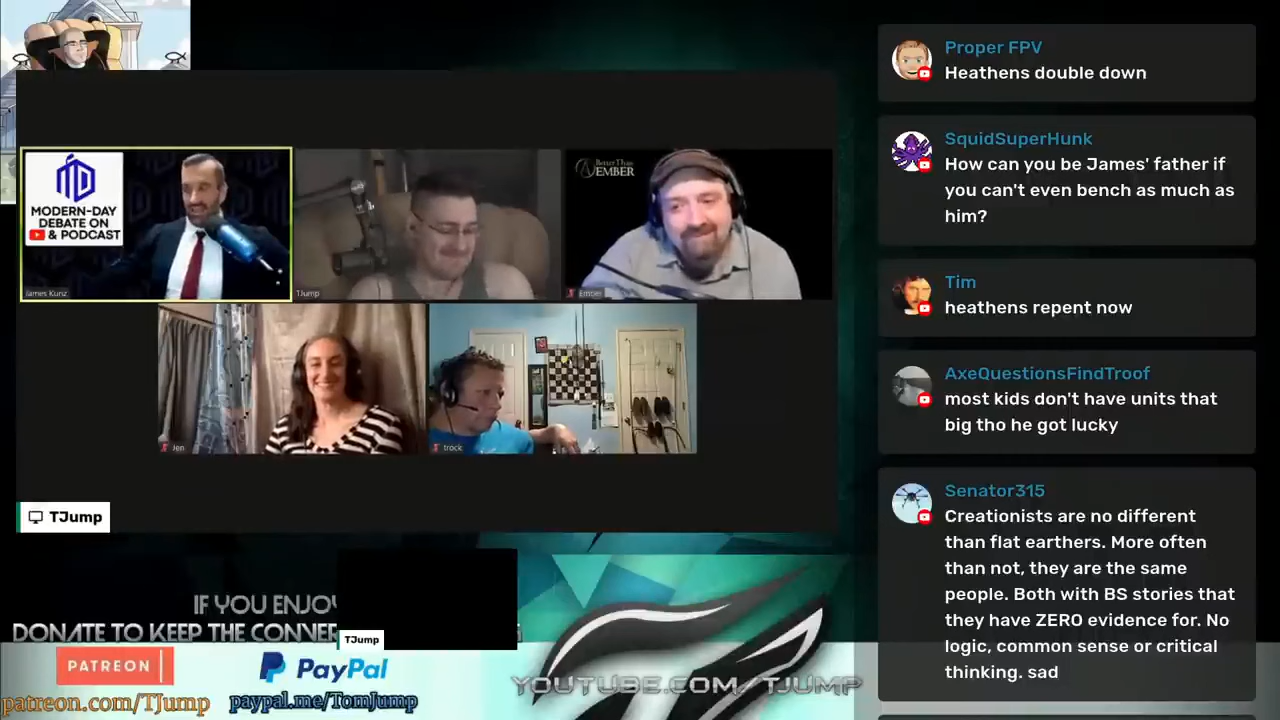 MODERN-DAY
DEBATE ON
& PODCAST
James Kunz
TJump
BETTER THAN
EMBER
Ember
Jen
trock
TJump
IF YOU ENJOY
DONATE TO KEEP THE CONVER
TJump
PATREON
PayPal
patreon.com/TJump
paypal.me/TomJump
YOUTUBE.COM/TJUMP
Proper FPV
Heathens double down
SquidSuperHunk
How can you be James' father if
you can't even bench as much as
him?
Tim
heathens repent now
AxeQuestionsFindTroof
most kids don't have units that
big tho he got lucky
Senator315
Creationists are no different
than flat earthers. More often
than not, they are the same
people. Both with BS stories that
they have ZERO evidence for. No
logic, common sense or critical
thinking. sad